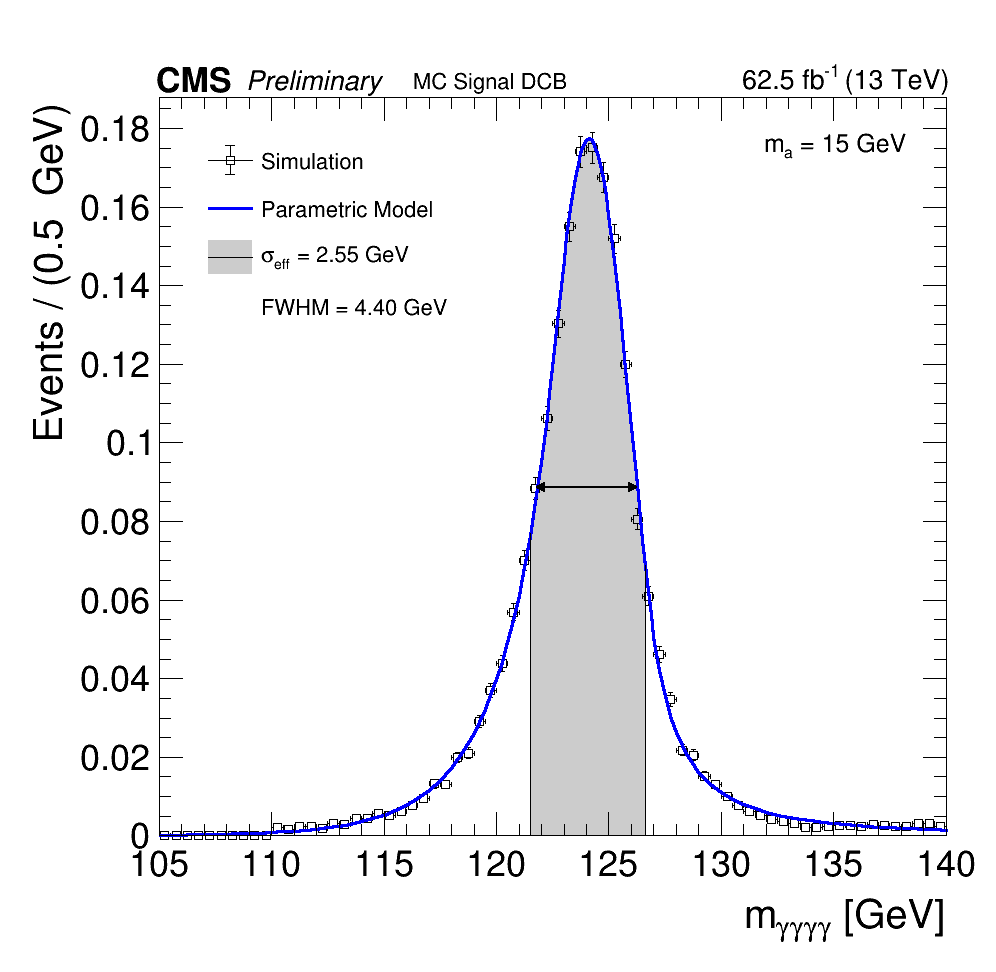 CMS Preliminary MC Signal DCB 62.5 fb⁻¹ (13 TeV)
Events / (0.5 GeV)
0.18
0.16
0.14
0.12
0.1
0.08
0.06
0.04
0.02
0
Simulation
Parametric Model
σeff = 2.55 GeV
FWHM = 4.40 GeV
ma = 15 GeV
105 110 115 120 125 130 135 140
mγγγγ [GeV]